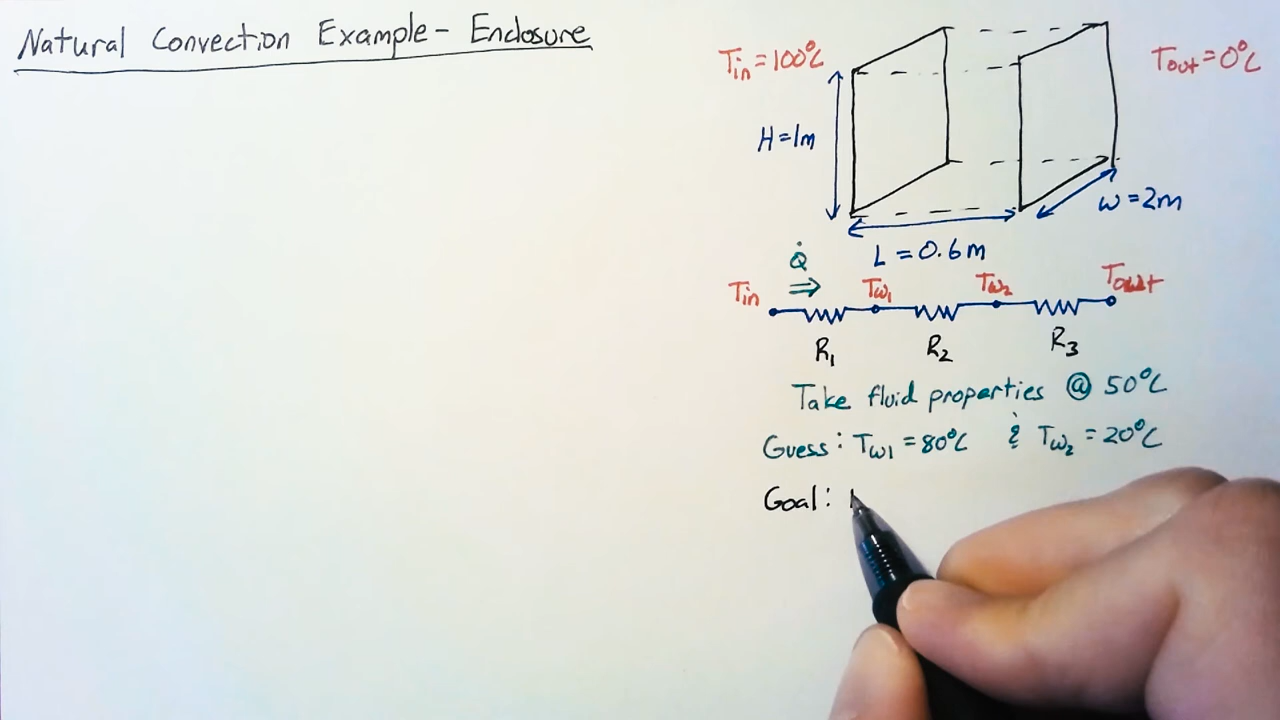 Natural Convection Example - Enclosure
Tin = 100°C
Tout = 0°C
H = 1m
w = 2m
L = 0.6m
Q̇
Tin
Tw1
Tw2
Tout
R1
R2
R3
Take fluid properties @ 50°C
Guess: Tw1 = 80°C & Tw2 = 20°C
Goal: